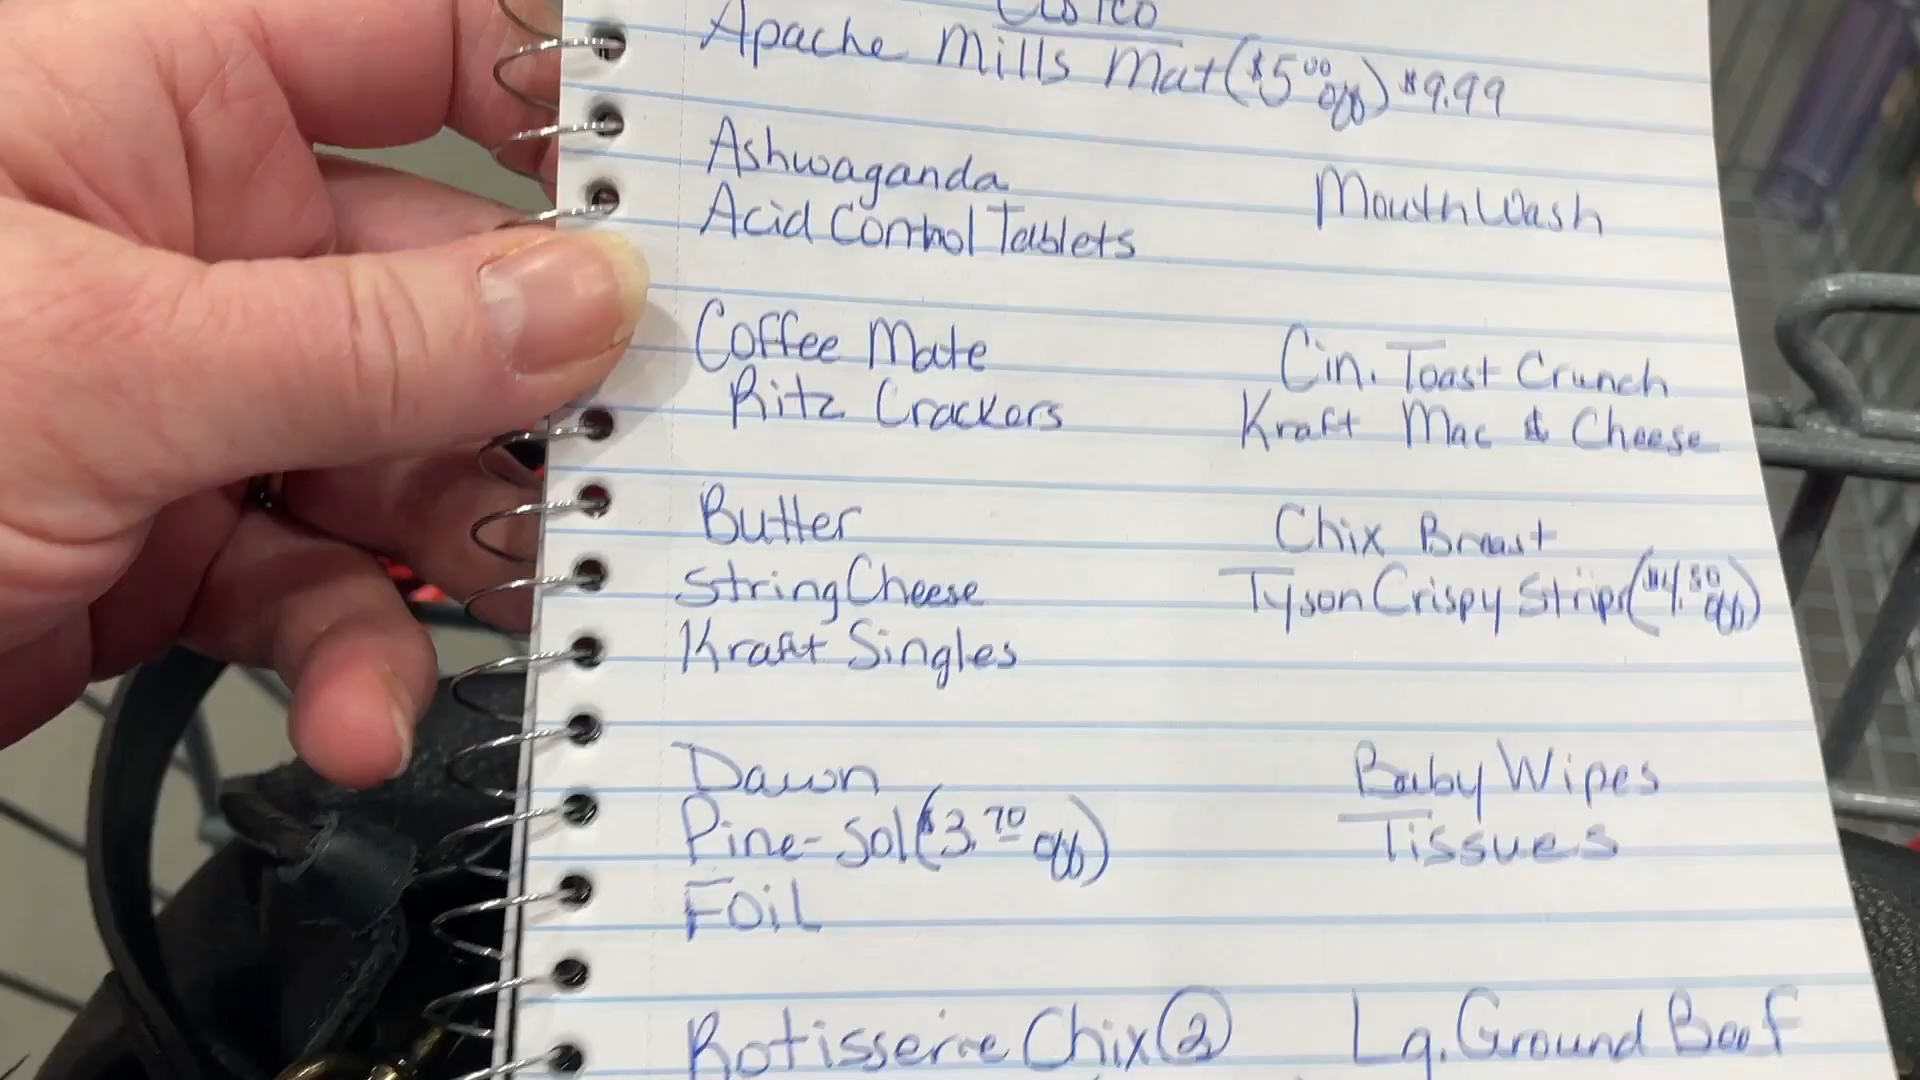 Costco
Apache Mills Mat ($5.00 off) $9.99
Ashwaganda
Mouthwash
Acid Control Tablets
Coffee Mate
Cin. Toast Crunch
Ritz Crackers
Kraft Mac & Cheese
Butter
Chix Breast
String Cheese
Tyson Crispy Strips ($4.80 off)
Kraft Singles
Dawn
Baby Wipes
Pine-Sol ($3.70 off)
Tissues
Foil
Rotisserie Chix 2
Lg. Ground Beef